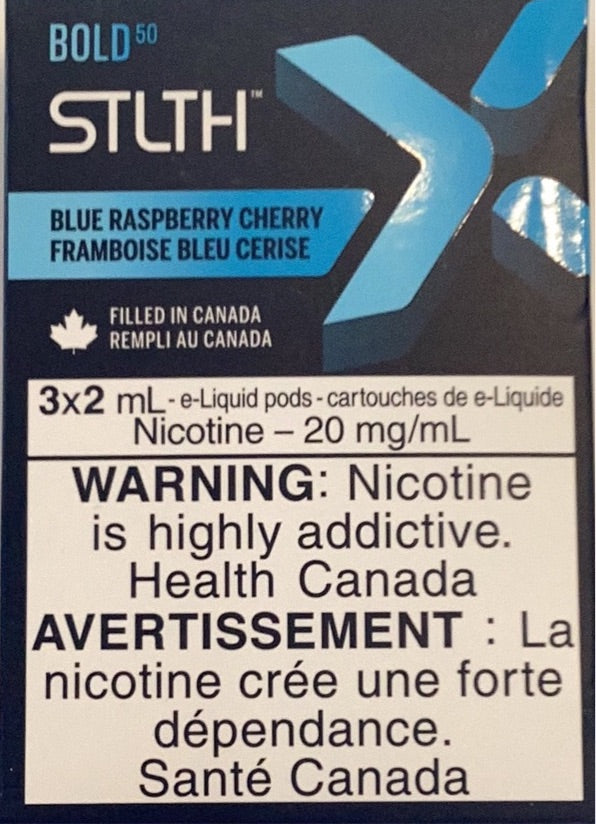 BOLD 50
STLTH™
BLUE RASPBERRY CHERRY
FRAMBOISE BLEU CERISE
FILLED IN CANADA
REMPLI AU CANADA
3x2 mL - e-Liquid pods - cartouches de e-Liquide
Nicotine – 20 mg/mL
WARNING: Nicotine
is highly addictive.
Health Canada
AVERTISSEMENT : La
nicotine crée une forte
dépendance.
Santé Canada